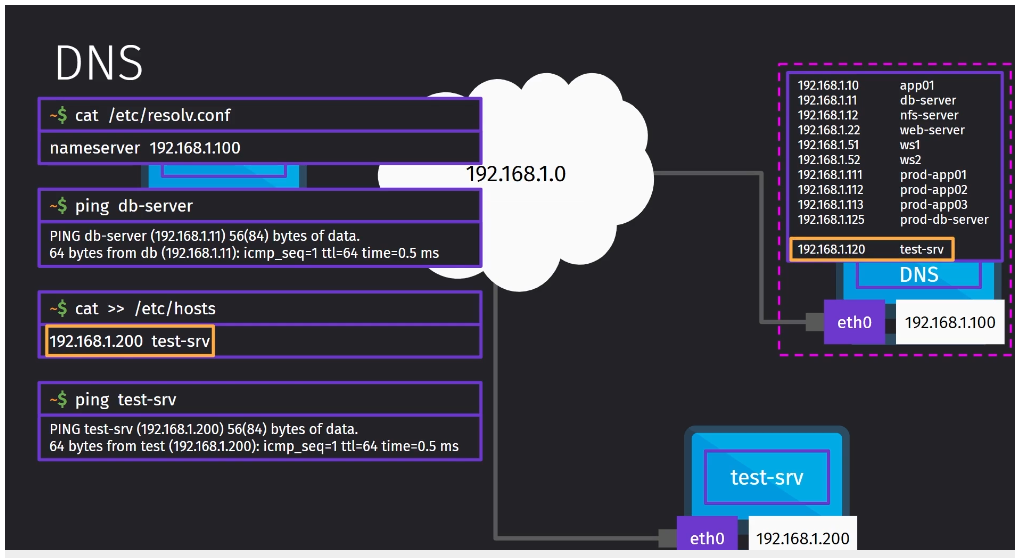 DNS
~$ cat /etc/resolv.conf
nameserver 192.168.1.100
~$ ping db-server
PING db-server (192.168.1.11) 56(84) bytes of data.
64 bytes from db (192.168.1.11): icmp_seq=1 ttl=64 time=0.5 ms
~$ cat >> /etc/hosts
192.168.1.200 test-srv
~$ ping test-srv
PING test-srv (192.168.1.200) 56(84) bytes of data.
64 bytes from test (192.168.1.200): icmp_seq=1 ttl=64 time=0.5 ms
192.168.1.0
192.168.1.10 app01
192.168.1.11 db-server
192.168.1.12 nfs-server
192.168.1.22 web-server
192.168.1.51 ws1
192.168.1.52 ws2
192.168.1.111 prod-app01
192.168.1.112 prod-app02
192.168.1.113 prod-app03
192.168.1.125 prod-db-server
192.168.1.120 test-srv
DNS
eth0
192.168.1.100
test-srv
eth0
192.168.1.200